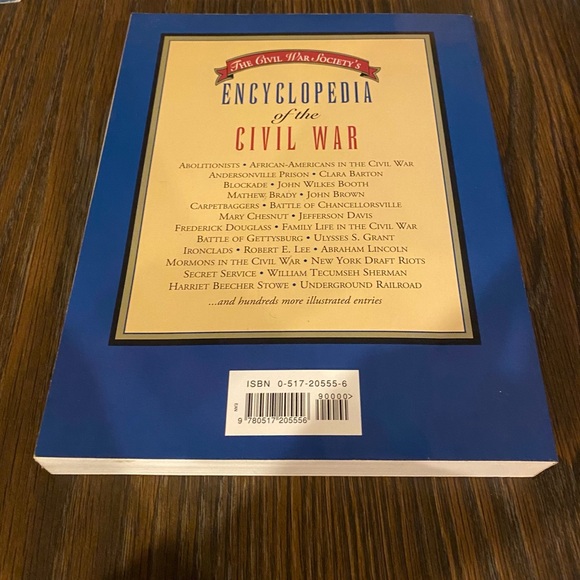 The Civil War Society's
ENCYCLOPEDIA
of the
CIVIL WAR
ABOLITIONISTS • AFRICAN-AMERICANS IN THE CIVIL WAR
ANDERSONVILLE PRISON • CLARA BARTON
BLOCKADE • JOHN WILKES BOOTH
MATHEW BRADY • JOHN BROWN
CARPETBAGGERS • BATTLE OF CHANCELLORSVILLE
MARY CHESNUT • JEFFERSON DAVIS
FREDERICK DOUGLASS • FAMILY LIFE IN THE CIVIL WAR
BATTLE OF GETTYSBURG • ULYSSES S. GRANT
IRONCLADS • ROBERT E. LEE • ABRAHAM LINCOLN
MORMONS IN THE CIVIL WAR • NEW YORK DRAFT RIOTS
SECRET SERVICE • WILLIAM TECUMSEH SHERMAN
HARRIET BEECHER STOWE • UNDERGROUND RAILROAD
...and hundreds more illustrated entries
ISBN 0-517-20555-6
90000>
9 780517 205556